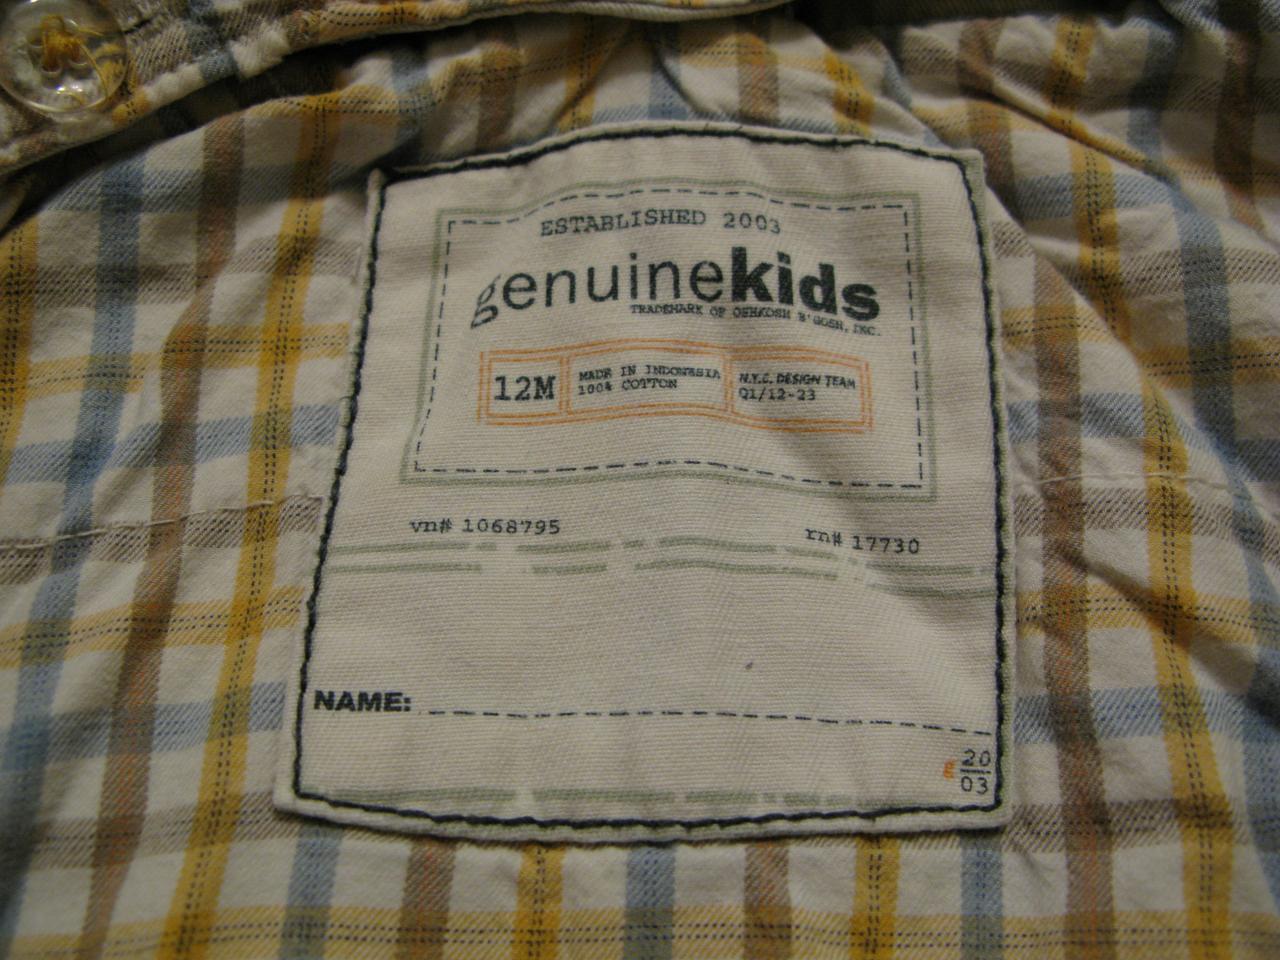 ESTABLISHED 2003
genuinekids
TRADEMARK OF OSHKOSH B'GOSH, INC.
12M
MADE IN INDONESIA
100% COTTON
N.Y.C. DESIGN TEAM
Q1/12-23
vn# 1068795
rn# 17730
NAME:
g 20
03